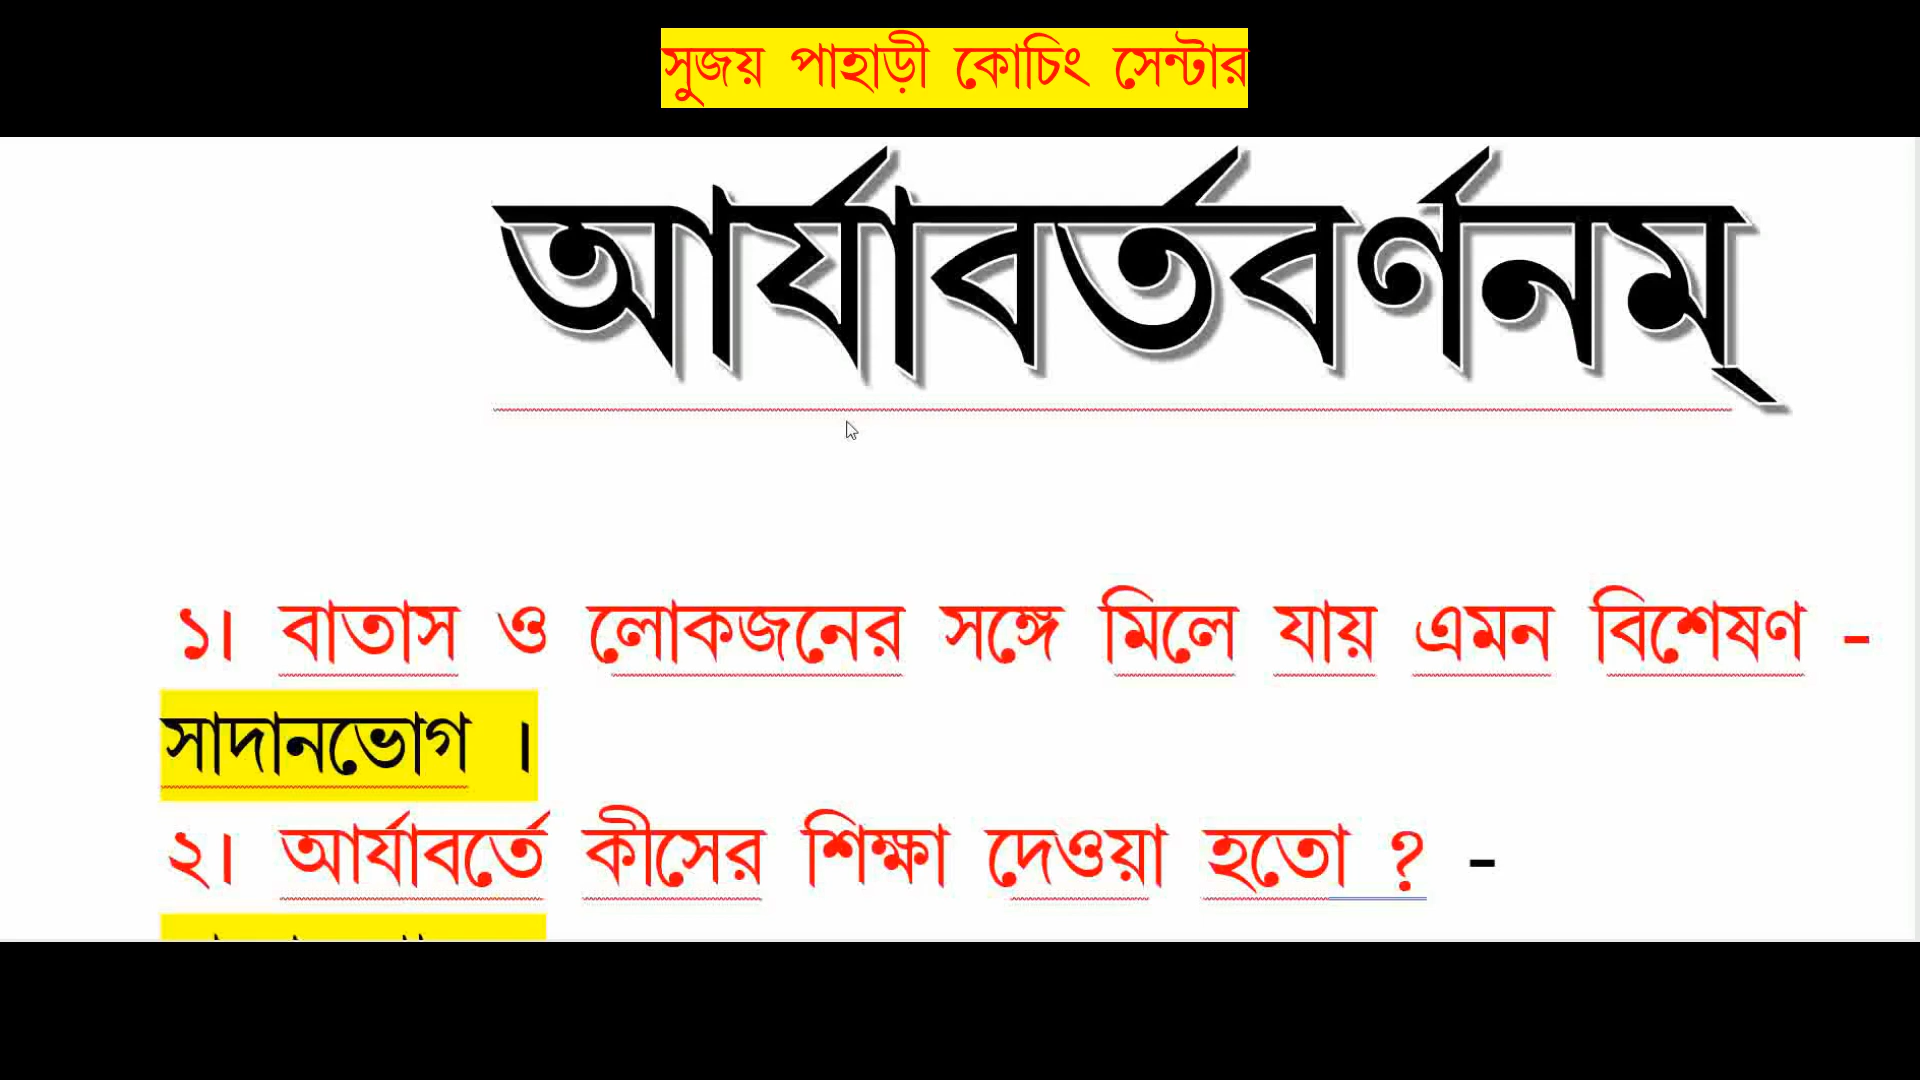 সুজয় পাহাড়ী কোচিং সেন্টার
আর্যাবর্তবর্ণনম্
১। বাতাস ও লোকজনের সঙ্গে মিলে যায় এমন বিশেষণ -
সাদানভোগ ।
২। আর্যাবর্তে কীসের শিক্ষা দেওয়া হতো ? -